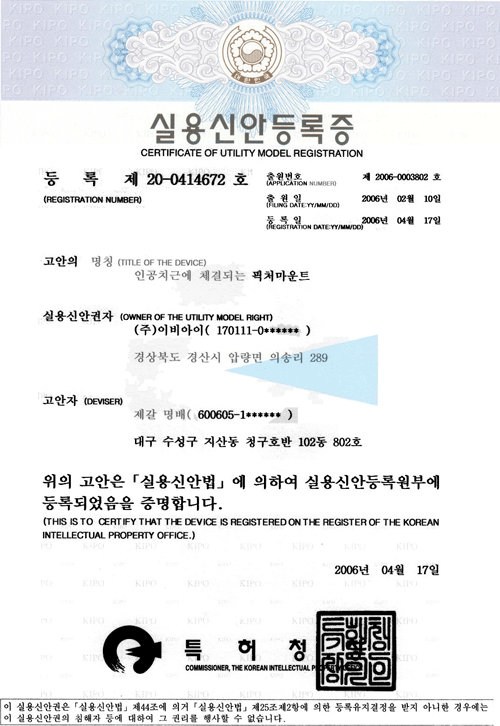 실용신안등록증
CERTIFICATE OF UTILITY MODEL REGISTRATION
등 록 제 20-0414672 호
(REGISTRATION NUMBER)
출원번호 제 2006-0003802 호
(APPLICATION NUMBER)
출 원 일 2006년 02월 10일
(FILING DATE:YY/MM/DD)
등 록 일 2006년 04월 17일
(REGISTRATION DATE:YY/MM/DD)
고안의 명칭 (TITLE OF THE DEVICE)
인공치근에 체결되는 픽쳐마운트
실용신안권자 (OWNER OF THE UTILITY MODEL RIGHT)
(주)이비아이( 170111-0****** )
경상북도 경산시 압량면 의송리 289
고안자 (DEVISER)
제갈 명배( 600605-1****** )
대구 수성구 지산동 청구호반 102동 802호
위의 고안은「실용신안법」에 의하여 실용신안등록원부에
등록되었음을 증명합니다.
(THIS IS TO CERTIFY THAT THE DEVICE IS REGISTERED ON THE REGISTER OF THE KOREAN
INTELLECTUAL PROPERTY OFFICE.)
2006년 04월 17일
특 허 청
COMMISSIONER, THE KOREAN INTELLECTUAL PROPERTY
이 실용신안권은「실용신안법」제44조에 의거「실용신안법」제25조제2항에 의한 등록유지결정을 받지 아니한 경우에는
이 실용신안권의 침해자 등에 대하여 그 권리를 행사할 수 없습니다.